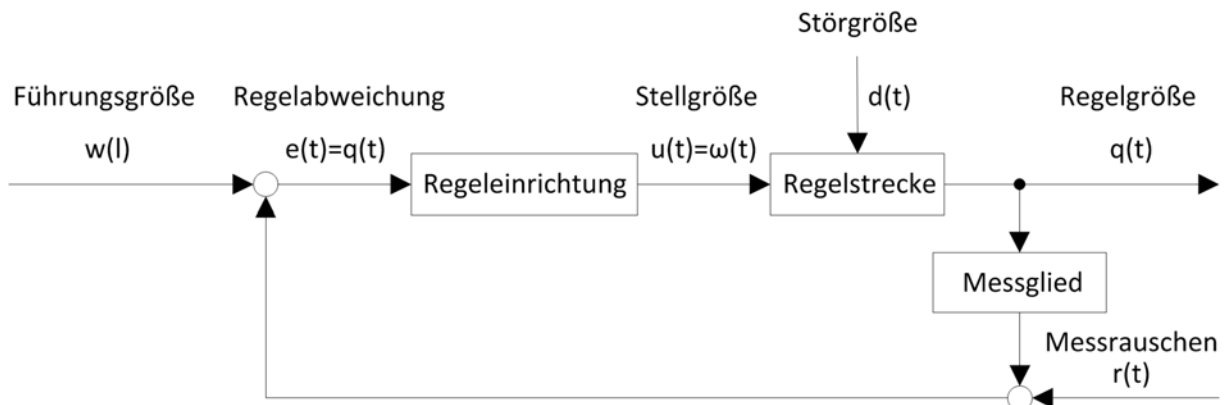 Störgröße
Führungsgröße
Regelabweichung
Stellgröße
d(t)
Regelgröße
w(l)
e(t)=q(t)
u(t)=ω(t)
q(t)
Regeleinrichtung
Regelstrecke
Messglied
Messrauschen
r(t)